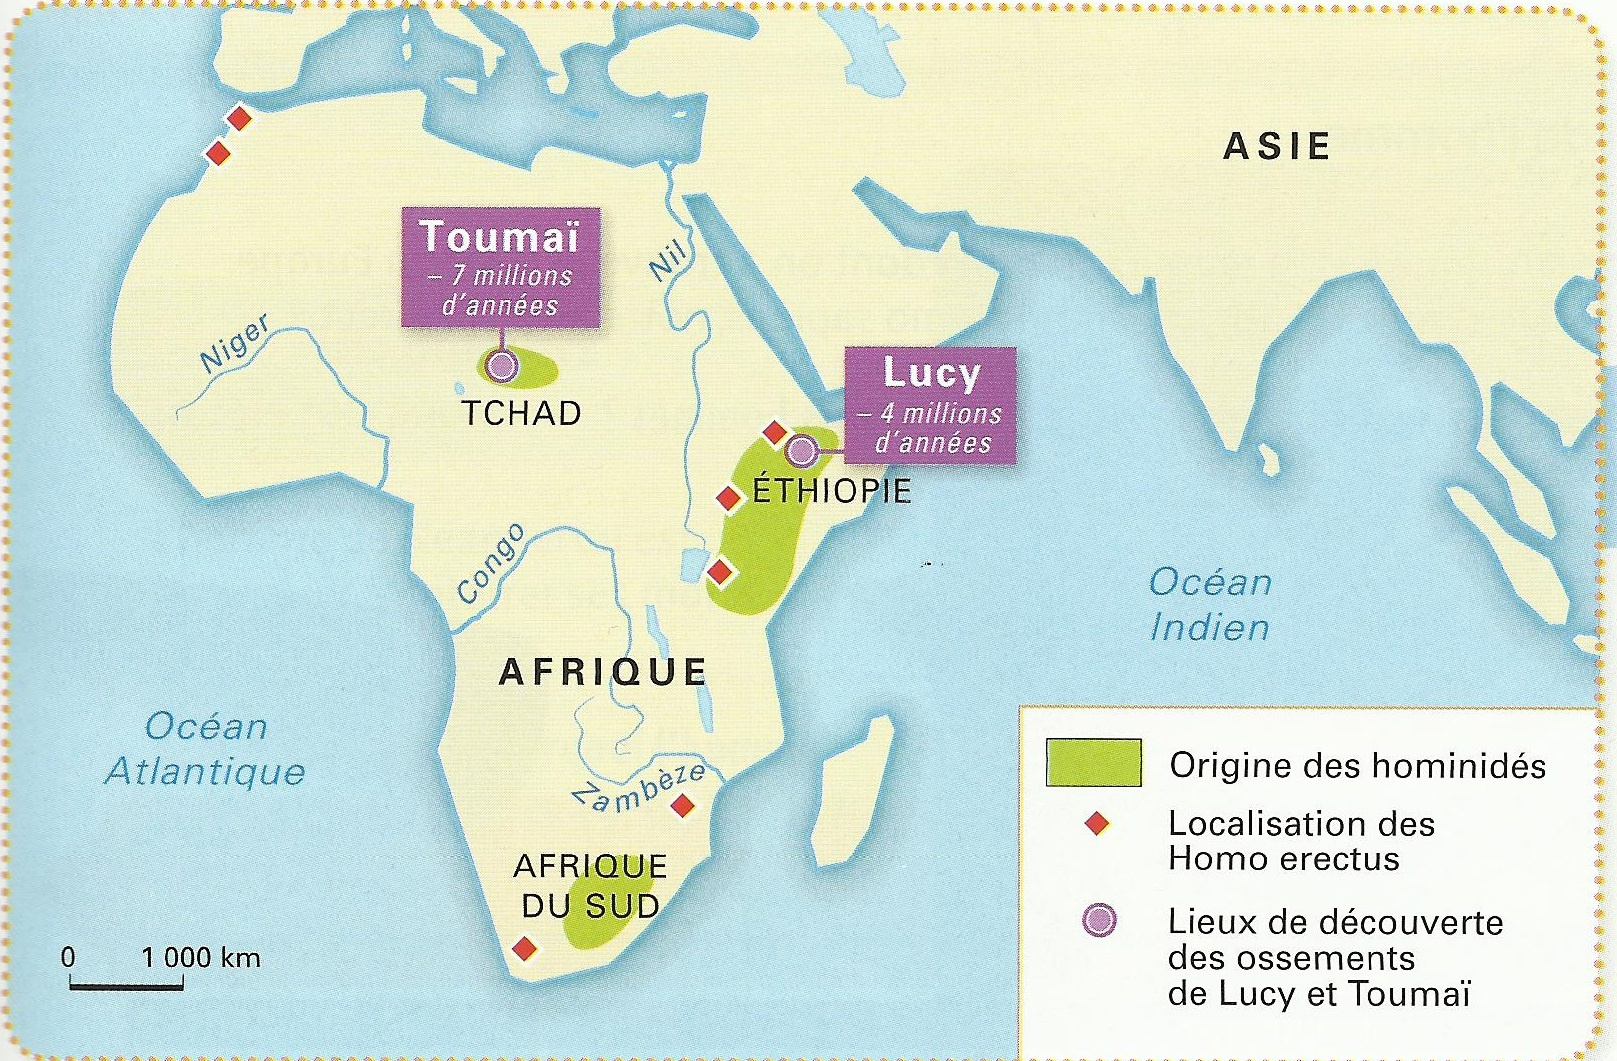 ASIE
Toumaï
– 7 millions
d'années
Nil
Niger
TCHAD
Lucy
– 4 millions
d'années
ÉTHIOPIE
Congo
Océan
Indien
AFRIQUE
Océan
Atlantique
Zambèze
AFRIQUE
DU SUD
0 1 000 km
Origine des hominidés
Localisation des
Homo erectus
Lieux de découverte
des ossements
de Lucy et Toumaï